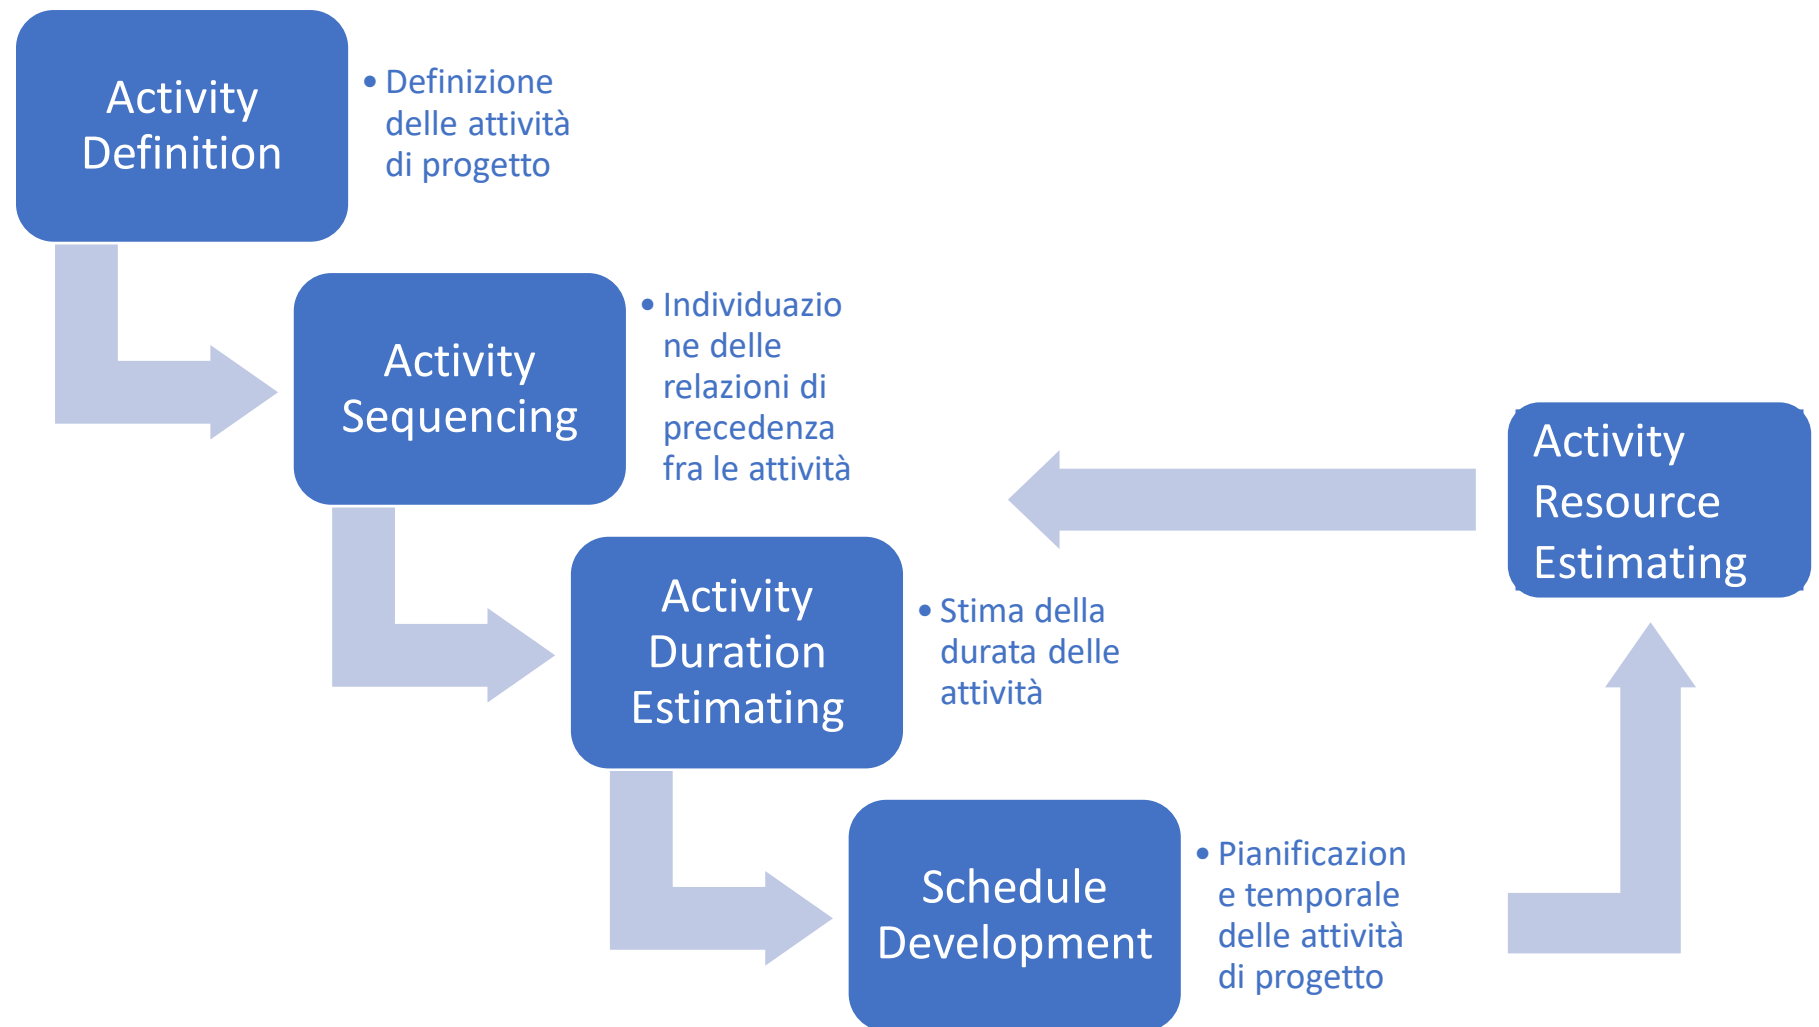 Activity
Definition
• Definizione
delle attività
di progetto
Activity
Sequencing
• Individuazio
ne delle
relazioni di
precedenza
fra le attività
Activity
Duration
Estimating
• Stima della
durata delle
attività
Schedule
Development
• Pianificazion
e temporale
delle attività
di progetto
Activity
Resource
Estimating